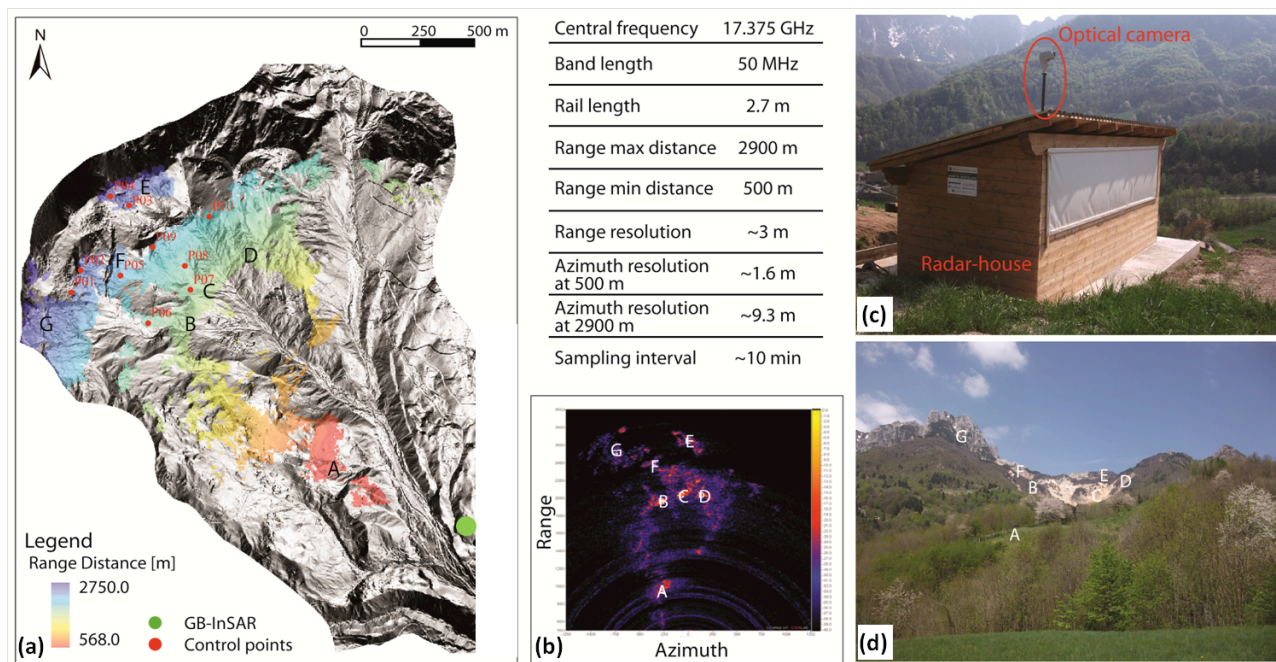 N
0 250 500 m
E
P04
P03
P10
P09
D
P02
F
P05
P08
P07
C
P01
G
B
P06
A
Legend
Range Distance [m]
2750.0
568.0
GB-InSAR
Control points
(a)
Central frequency 17.375 GHz
Band length 50 MHz
Rail length 2.7 m
Range max distance 2900 m
Range min distance 500 m
Range resolution ~3 m
Azimuth resolution
at 500 m ~1.6 m
Azimuth resolution
at 2900 m ~9.3 m
Sampling interval ~10 min
G
E
F
B
C
D
A
Range
Azimuth
(b)
Optical camera
Radar-house
(c)
G
F
E
B
C
D
A
(d)